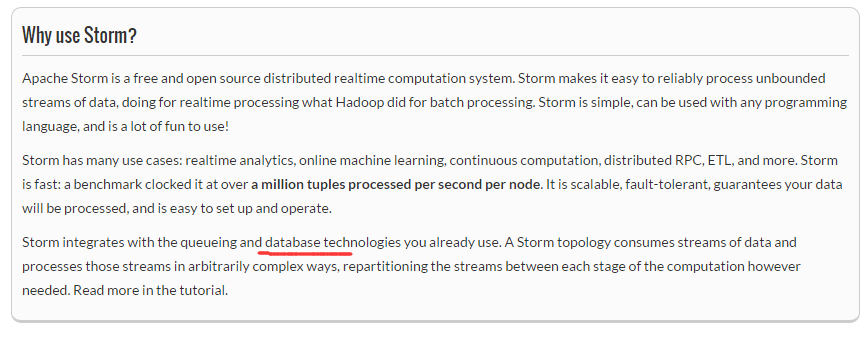 Why use Storm?
Apache Storm is a free and open source distributed realtime computation system. Storm makes it easy to reliably process unbounded
streams of data, doing for realtime processing what Hadoop did for batch processing. Storm is simple, can be used with any programming
language, and is a lot of fun to use!
Storm has many use cases: realtime analytics, online machine learning, continuous computation, distributed RPC, ETL, and more. Storm
is fast: a benchmark clocked it at over a million tuples processed per second per node. It is scalable, fault-tolerant, guarantees your data
will be processed, and is easy to set up and operate.
Storm integrates with the queueing and database technologies you already use. A Storm topology consumes streams of data and
processes those streams in arbitrarily complex ways, repartitioning the streams between each stage of the computation however
needed. Read more in the tutorial.